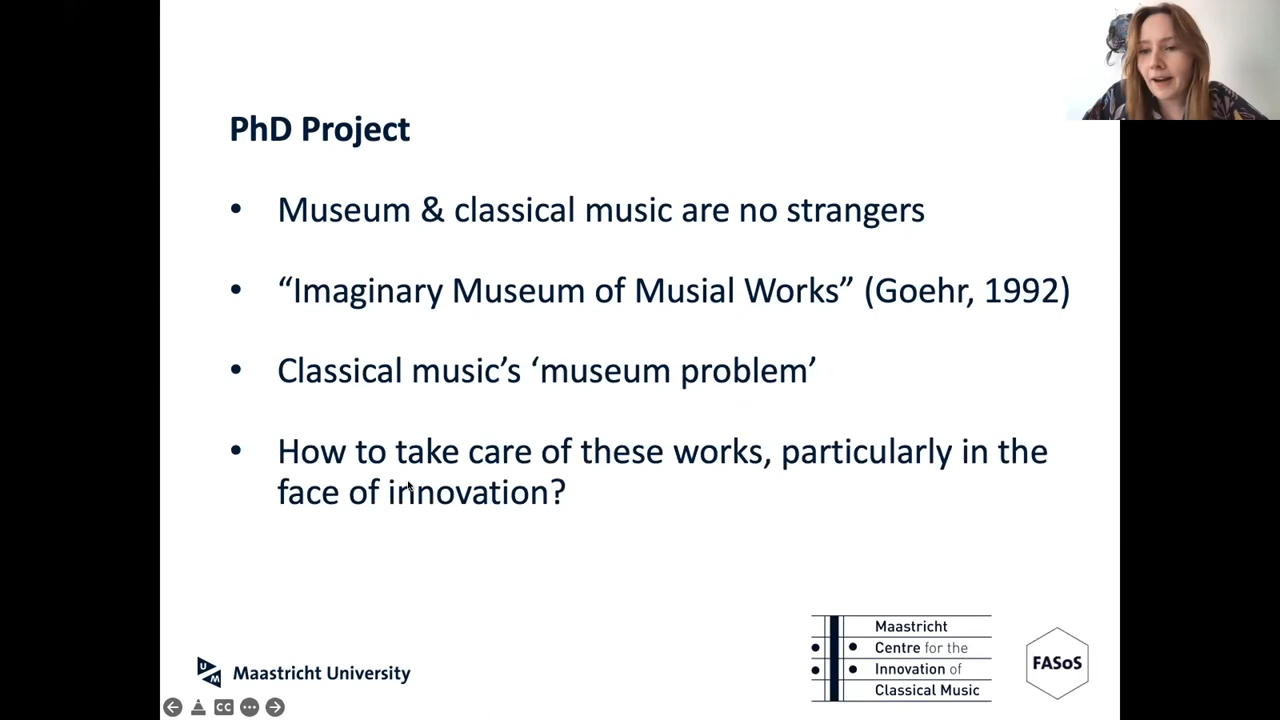 PhD Project
• Museum & classical music are no strangers
• “Imaginary Museum of Musial Works” (Goehr, 1992)
• Classical music’s ‘museum problem’
• How to take care of these works, particularly in the
face of innovation?
UM
Maastricht University
Maastricht
Centre for the
Innovation of
Classical Music
FASoS
CC